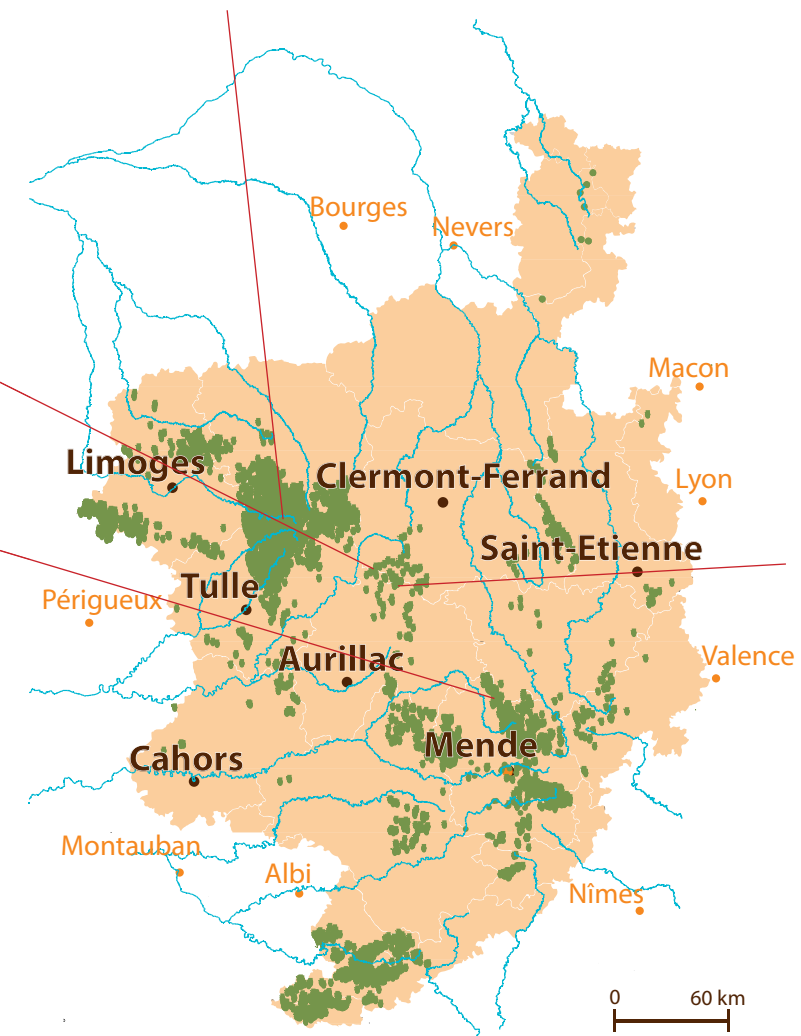 Bourges
Nevers
Macon
Limoges
Clermont-Ferrand
Lyon
Saint-Etienne
Tulle
Périgueux
Aurillac
Valence
Mende
Cahors
Montauban
Albi
Nîmes
0 60 km